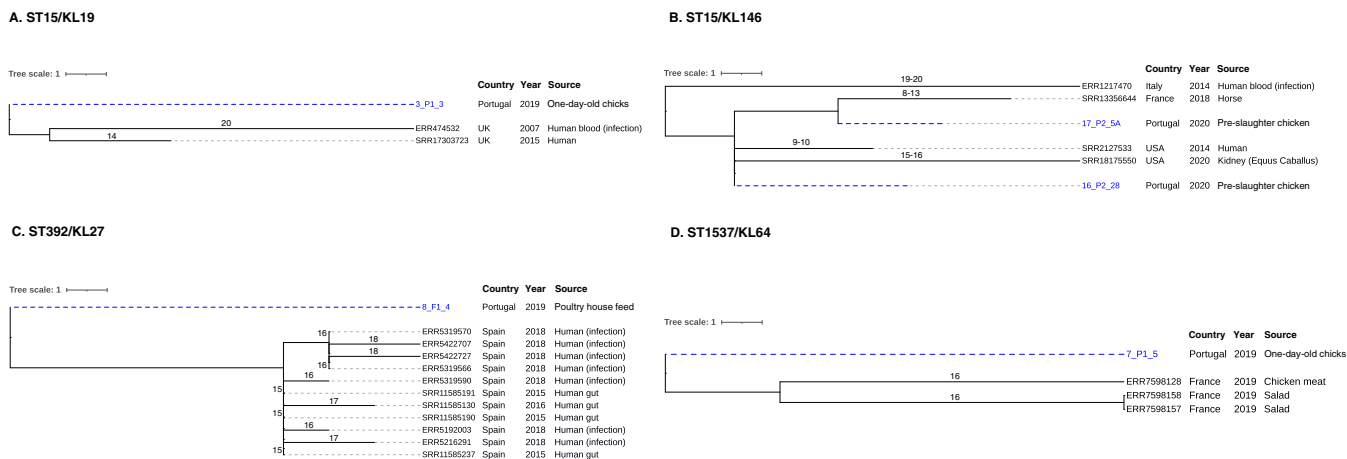 A. ST15/KL19
Tree scale: 1
Country Year Source
3_P1_3 Portugal 2019 One-day-old chicks
20 ERR474532 UK 2007 Human blood (infection)
14 SRR17303723 UK 2015 Human
B. ST15/KL146
Tree scale: 1
Country Year Source
19-20 ERR1217470 Italy 2014 Human blood (infection)
8-13 SRR13356644 France 2018 Horse
17_P2_5A Portugal 2020 Pre-slaughter chicken
9-10 SRR2127533 USA 2014 Human
15-16 SRR18175550 USA 2020 Kidney (Equus Caballus)
16_P2_28 Portugal 2020 Pre-slaughter chicken
C. ST392/KL27
Tree scale: 1
Country Year Source
8_F1_4 Portugal 2019 Poultry house feed
16 ERR5319570 Spain 2018 Human (infection)
18 ERR5422707 Spain 2018 Human (infection)
18 ERR5422727 Spain 2018 Human (infection)
16 ERR5319566 Spain 2018 Human (infection)
16 ERR5319590 Spain 2018 Human (infection)
15 SRR11585191 Spain 2015 Human gut
17 SRR11585130 Spain 2016 Human gut
15 SRR11585190 Spain 2015 Human gut
16 ERR5192003 Spain 2018 Human (infection)
17 ERR5216291 Spain 2018 Human (infection)
15 SRR11585237 Spain 2015 Human gut
D. ST1537/KL64
Tree scale: 1
Country Year Source
7_P1_5 Portugal 2019 One-day-old chicks
16 ERR7598128 France 2019 Chicken meat
16 ERR7598158 France 2019 Salad
ERR7598157 France 2019 Salad